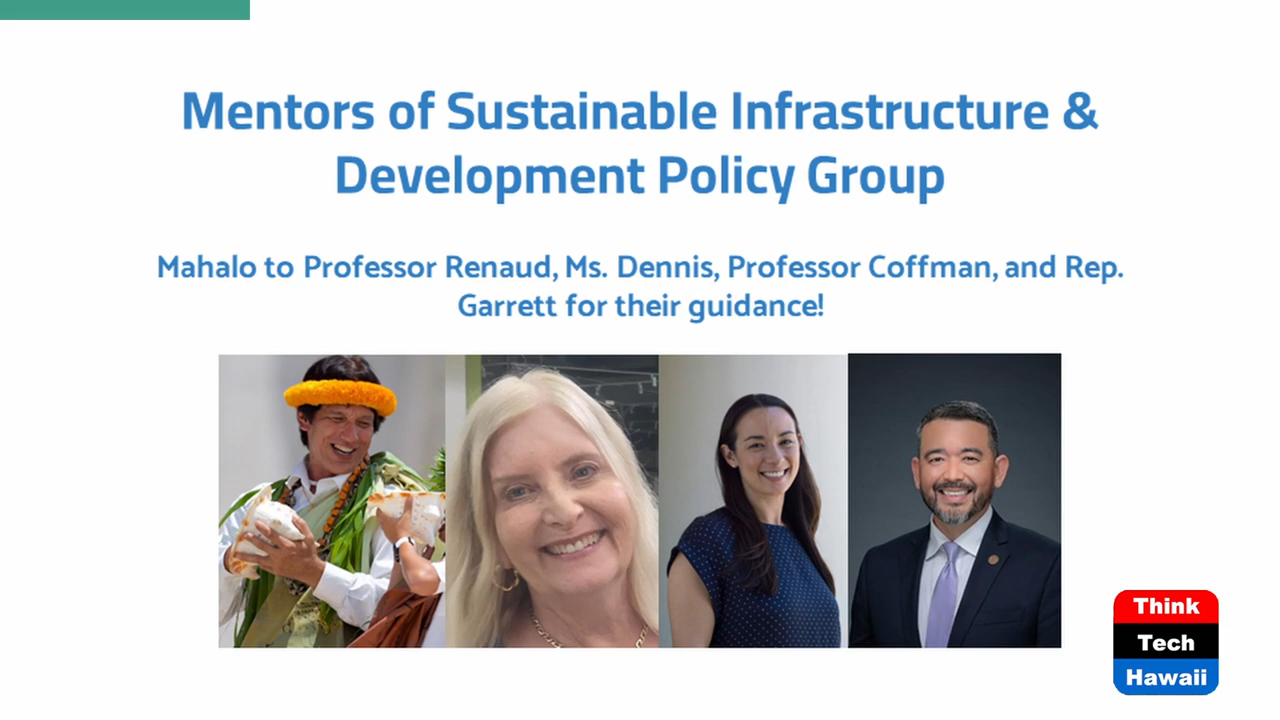 Mentors of Sustainable Infrastructure &
Development Policy Group
Mahalo to Professor Renaud, Ms. Dennis, Professor Coffman, and Rep.
Garrett for their guidance!
Think
Tech
Hawaii